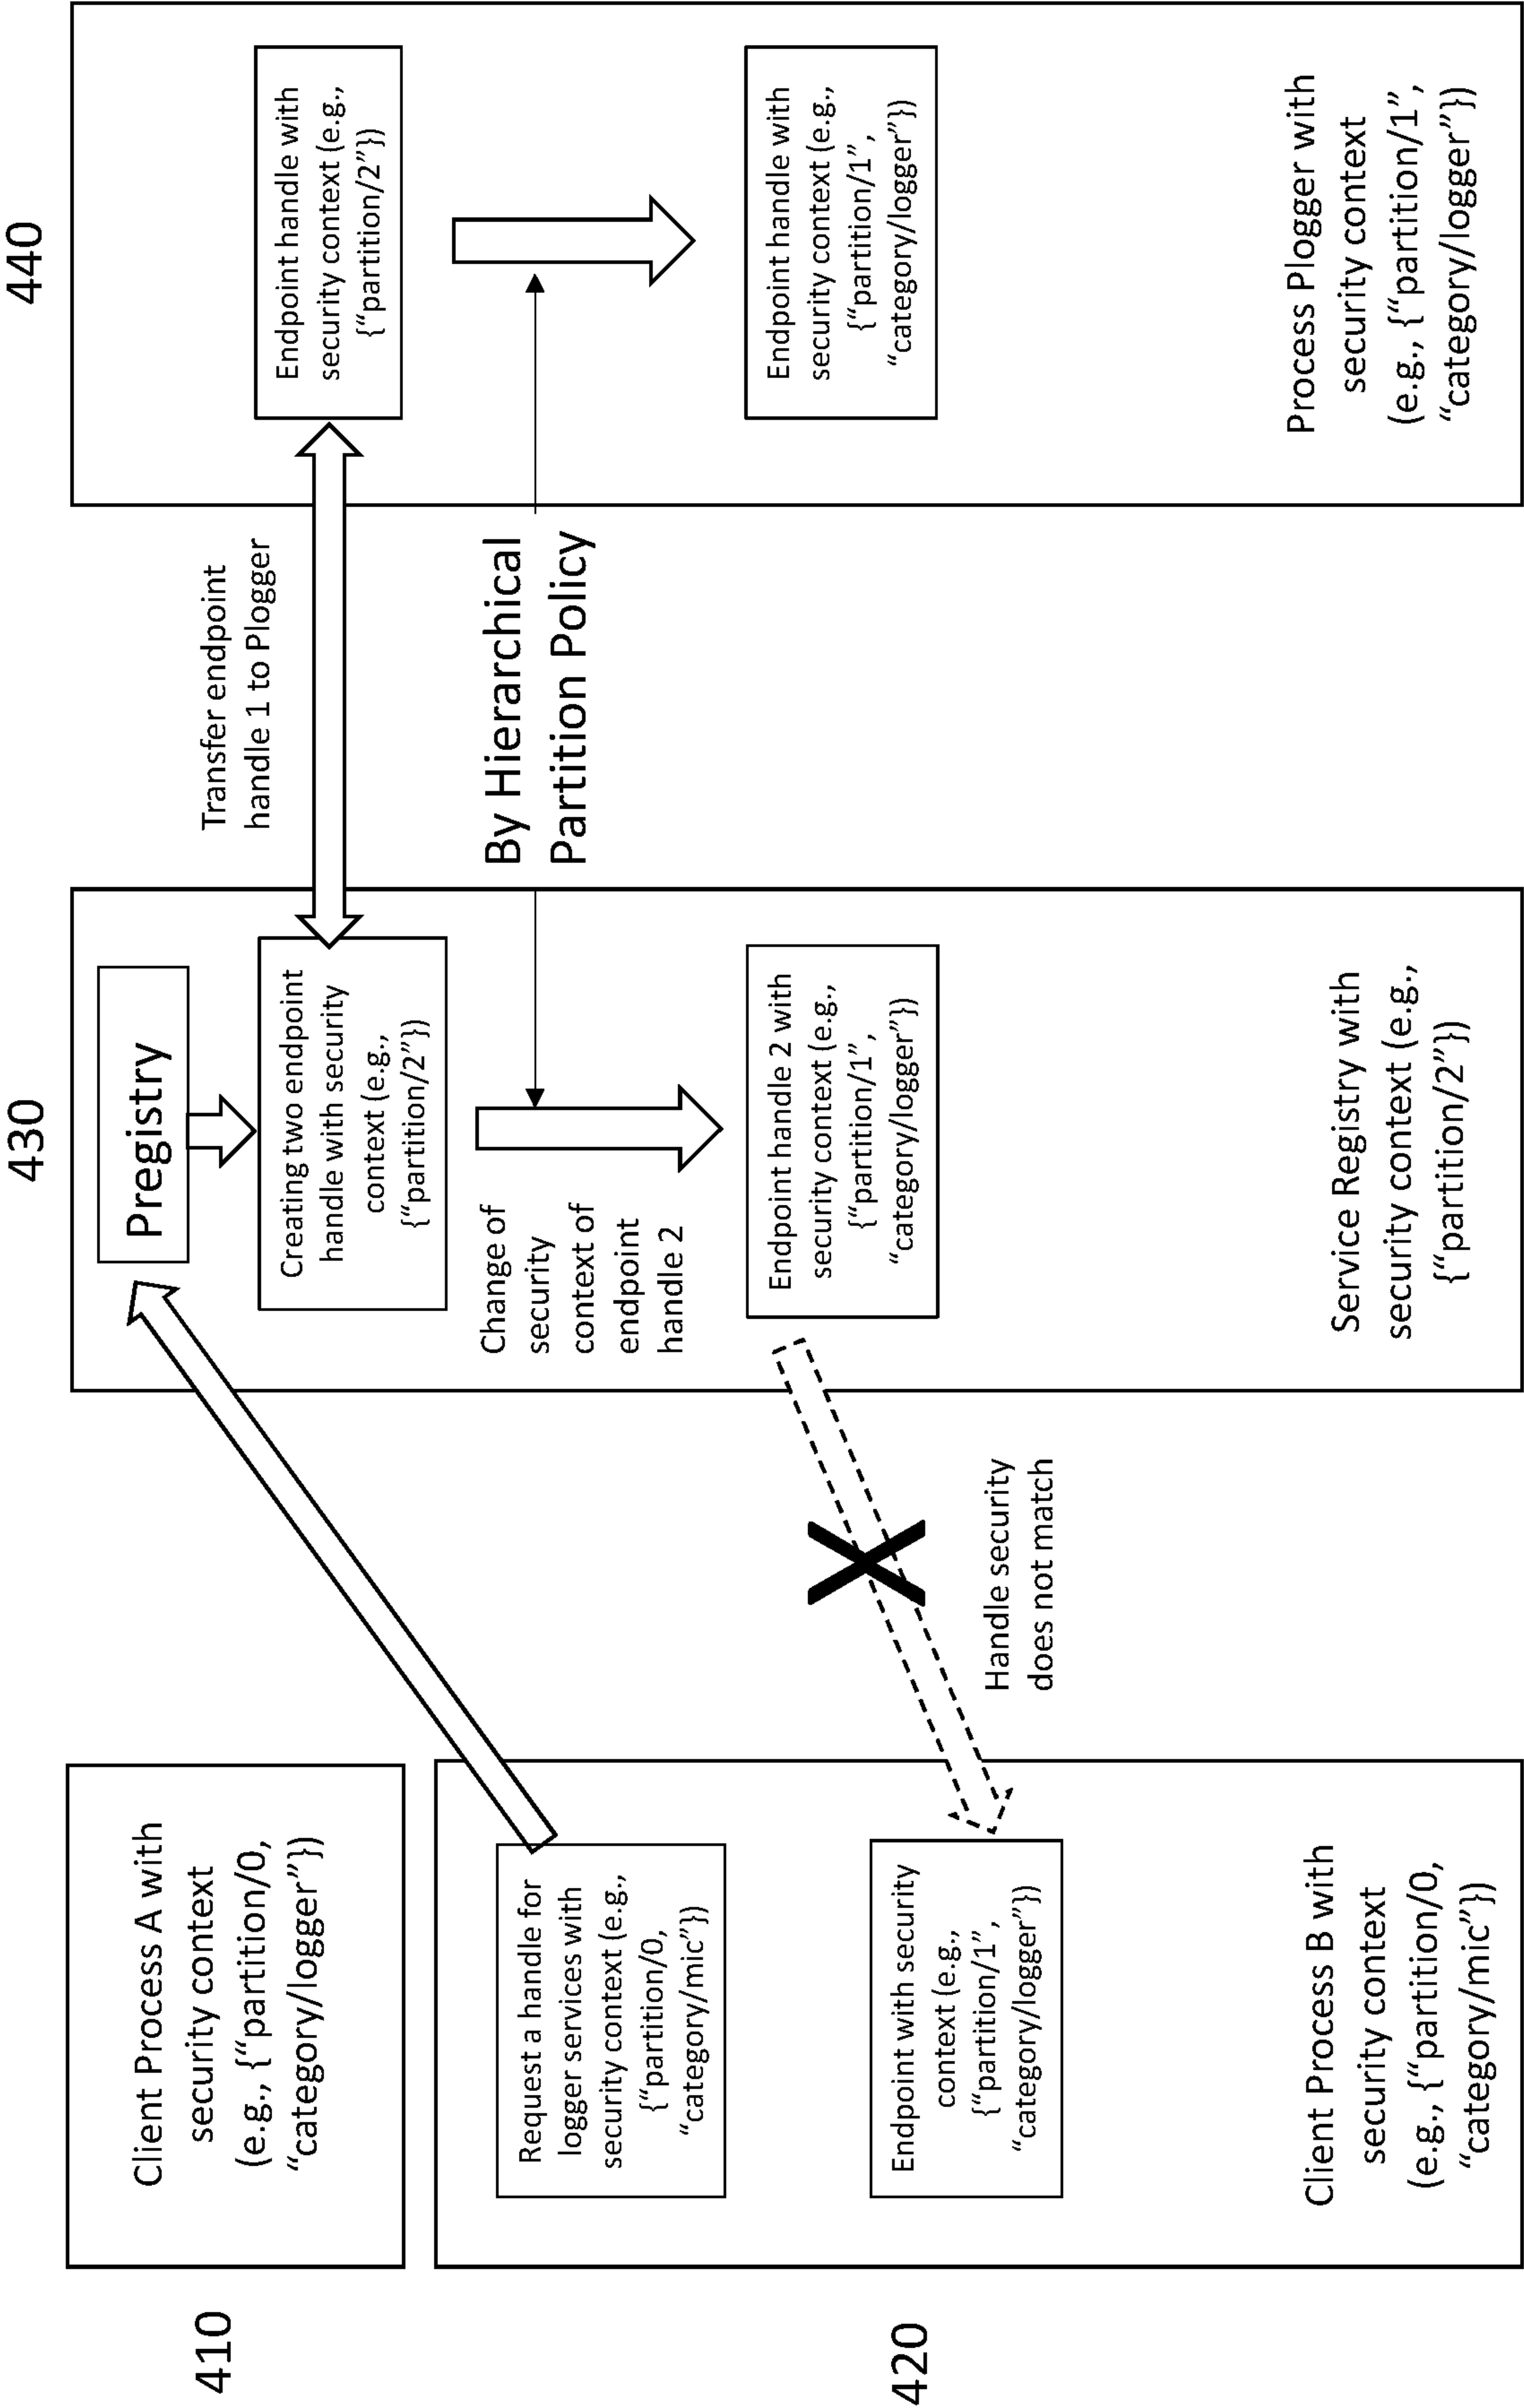 410
Client Process A with
security context
(e.g., {“partition/0,
“category/logger”})
420
Request a handle for
logger services with
security context (e.g.,
{“partition/0,
“category/mic”})
Endpoint with security
context (e.g.,
{“partition/1”,
“category/logger”})
Client Process B with
security context
(e.g., {“partition/0,
“category/mic”})
Handle security
does not match
430
Pregistry
Creating two endpoint
handle with security
context (e.g.,
{“partition/2”})
Change of
security
context of
endpoint
handle 2
Endpoint handle 2 with
security context (e.g.,
{“partition/1”,
“category/logger”})
Service Registry with
security context (e.g.,
{“partition/2”})
Transfer endpoint
handle 1 to Plogger
By Hierarchical
Partition Policy
440
Endpoint handle with
security context (e.g.,
{“partition/2”})
Endpoint handle with
security context (e.g.,
{“partition/1”,
“category/logger”})
Process Plogger with
security context
(e.g., {“partition/1”,
“category/logger”})